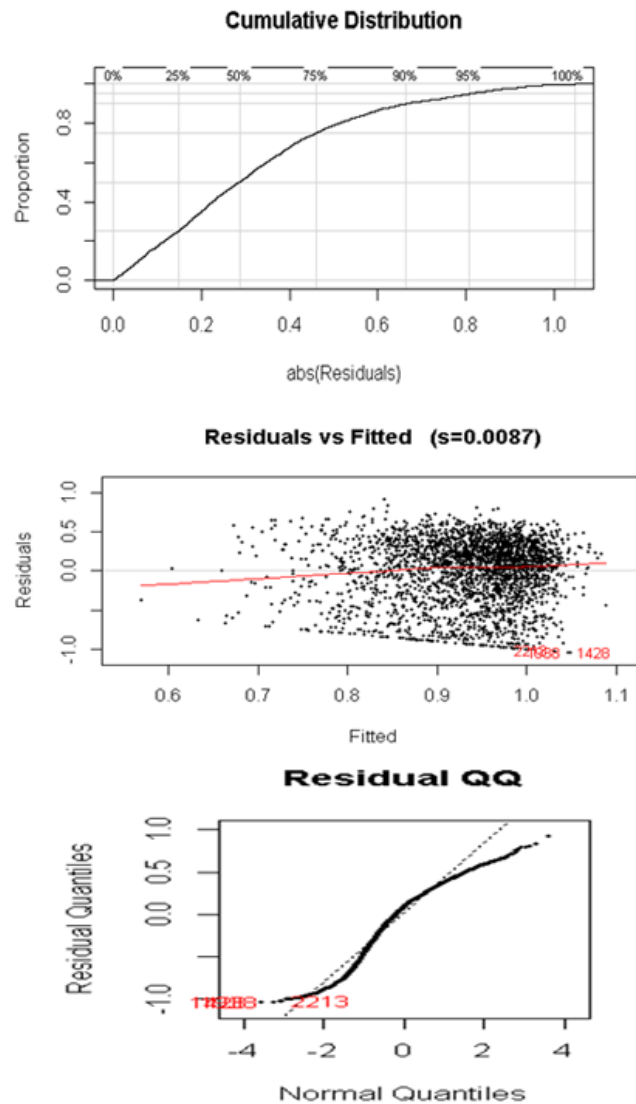 Cumulative Distribution
0% 25% 50% 75% 90% 95% 100%
Proportion
0.0 0.4 0.8
0.0 0.2 0.4 0.6 0.8 1.0
abs(Residuals)
Residuals vs Fitted (s=0.0087)
Residuals
-1.0 0.0 0.5 1.0
1428
0.6 0.7 0.8 0.9 1.0 1.1
Fitted
Residual QQ
Residual Quantiles
-1.0 0.0 0.5 1.0
2213
-4 -2 0 2 4
Normal Quantiles